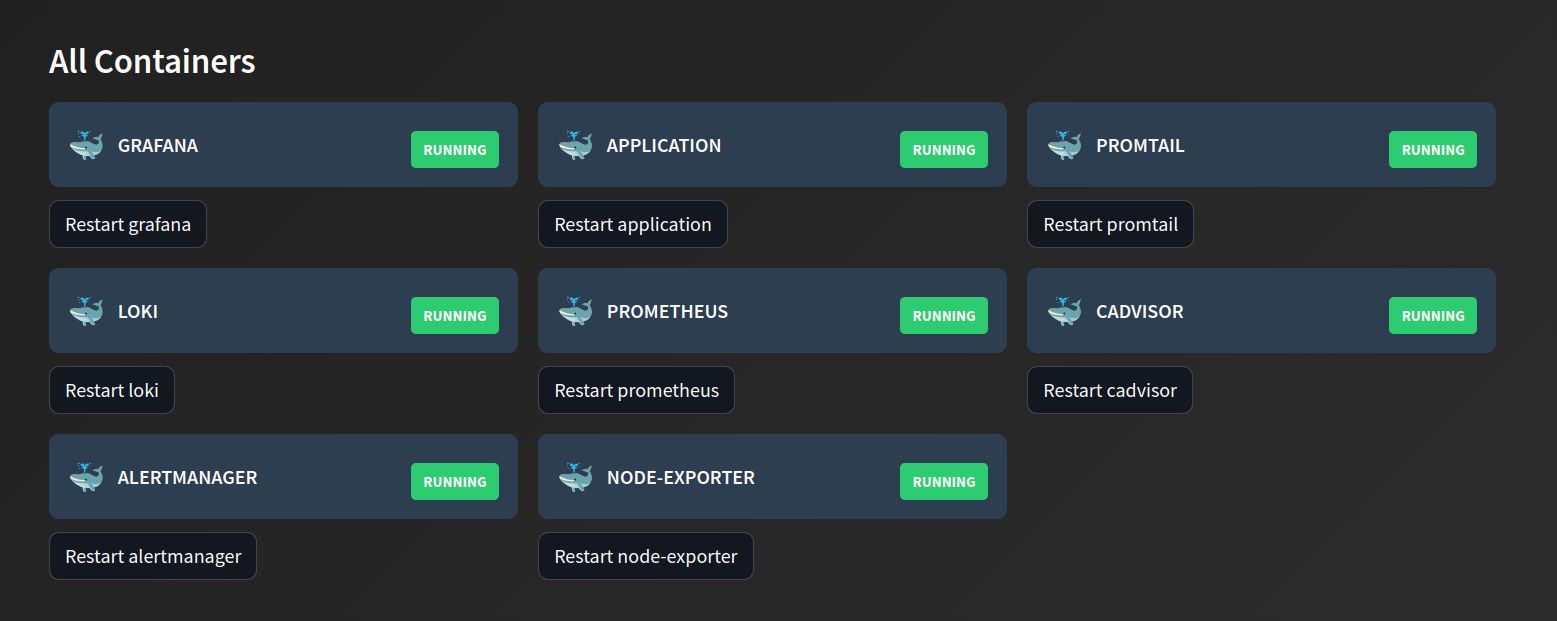 All Containers
GRAFANA RUNNING
APPLICATION RUNNING
PROMTAIL RUNNING
Restart grafana
Restart application
Restart promtail
LOKI RUNNING
PROMETHEUS RUNNING
CADVISOR RUNNING
Restart loki
Restart prometheus
Restart cadvisor
ALERTMANAGER RUNNING
NODE-EXPORTER RUNNING
Restart alertmanager
Restart node-exporter